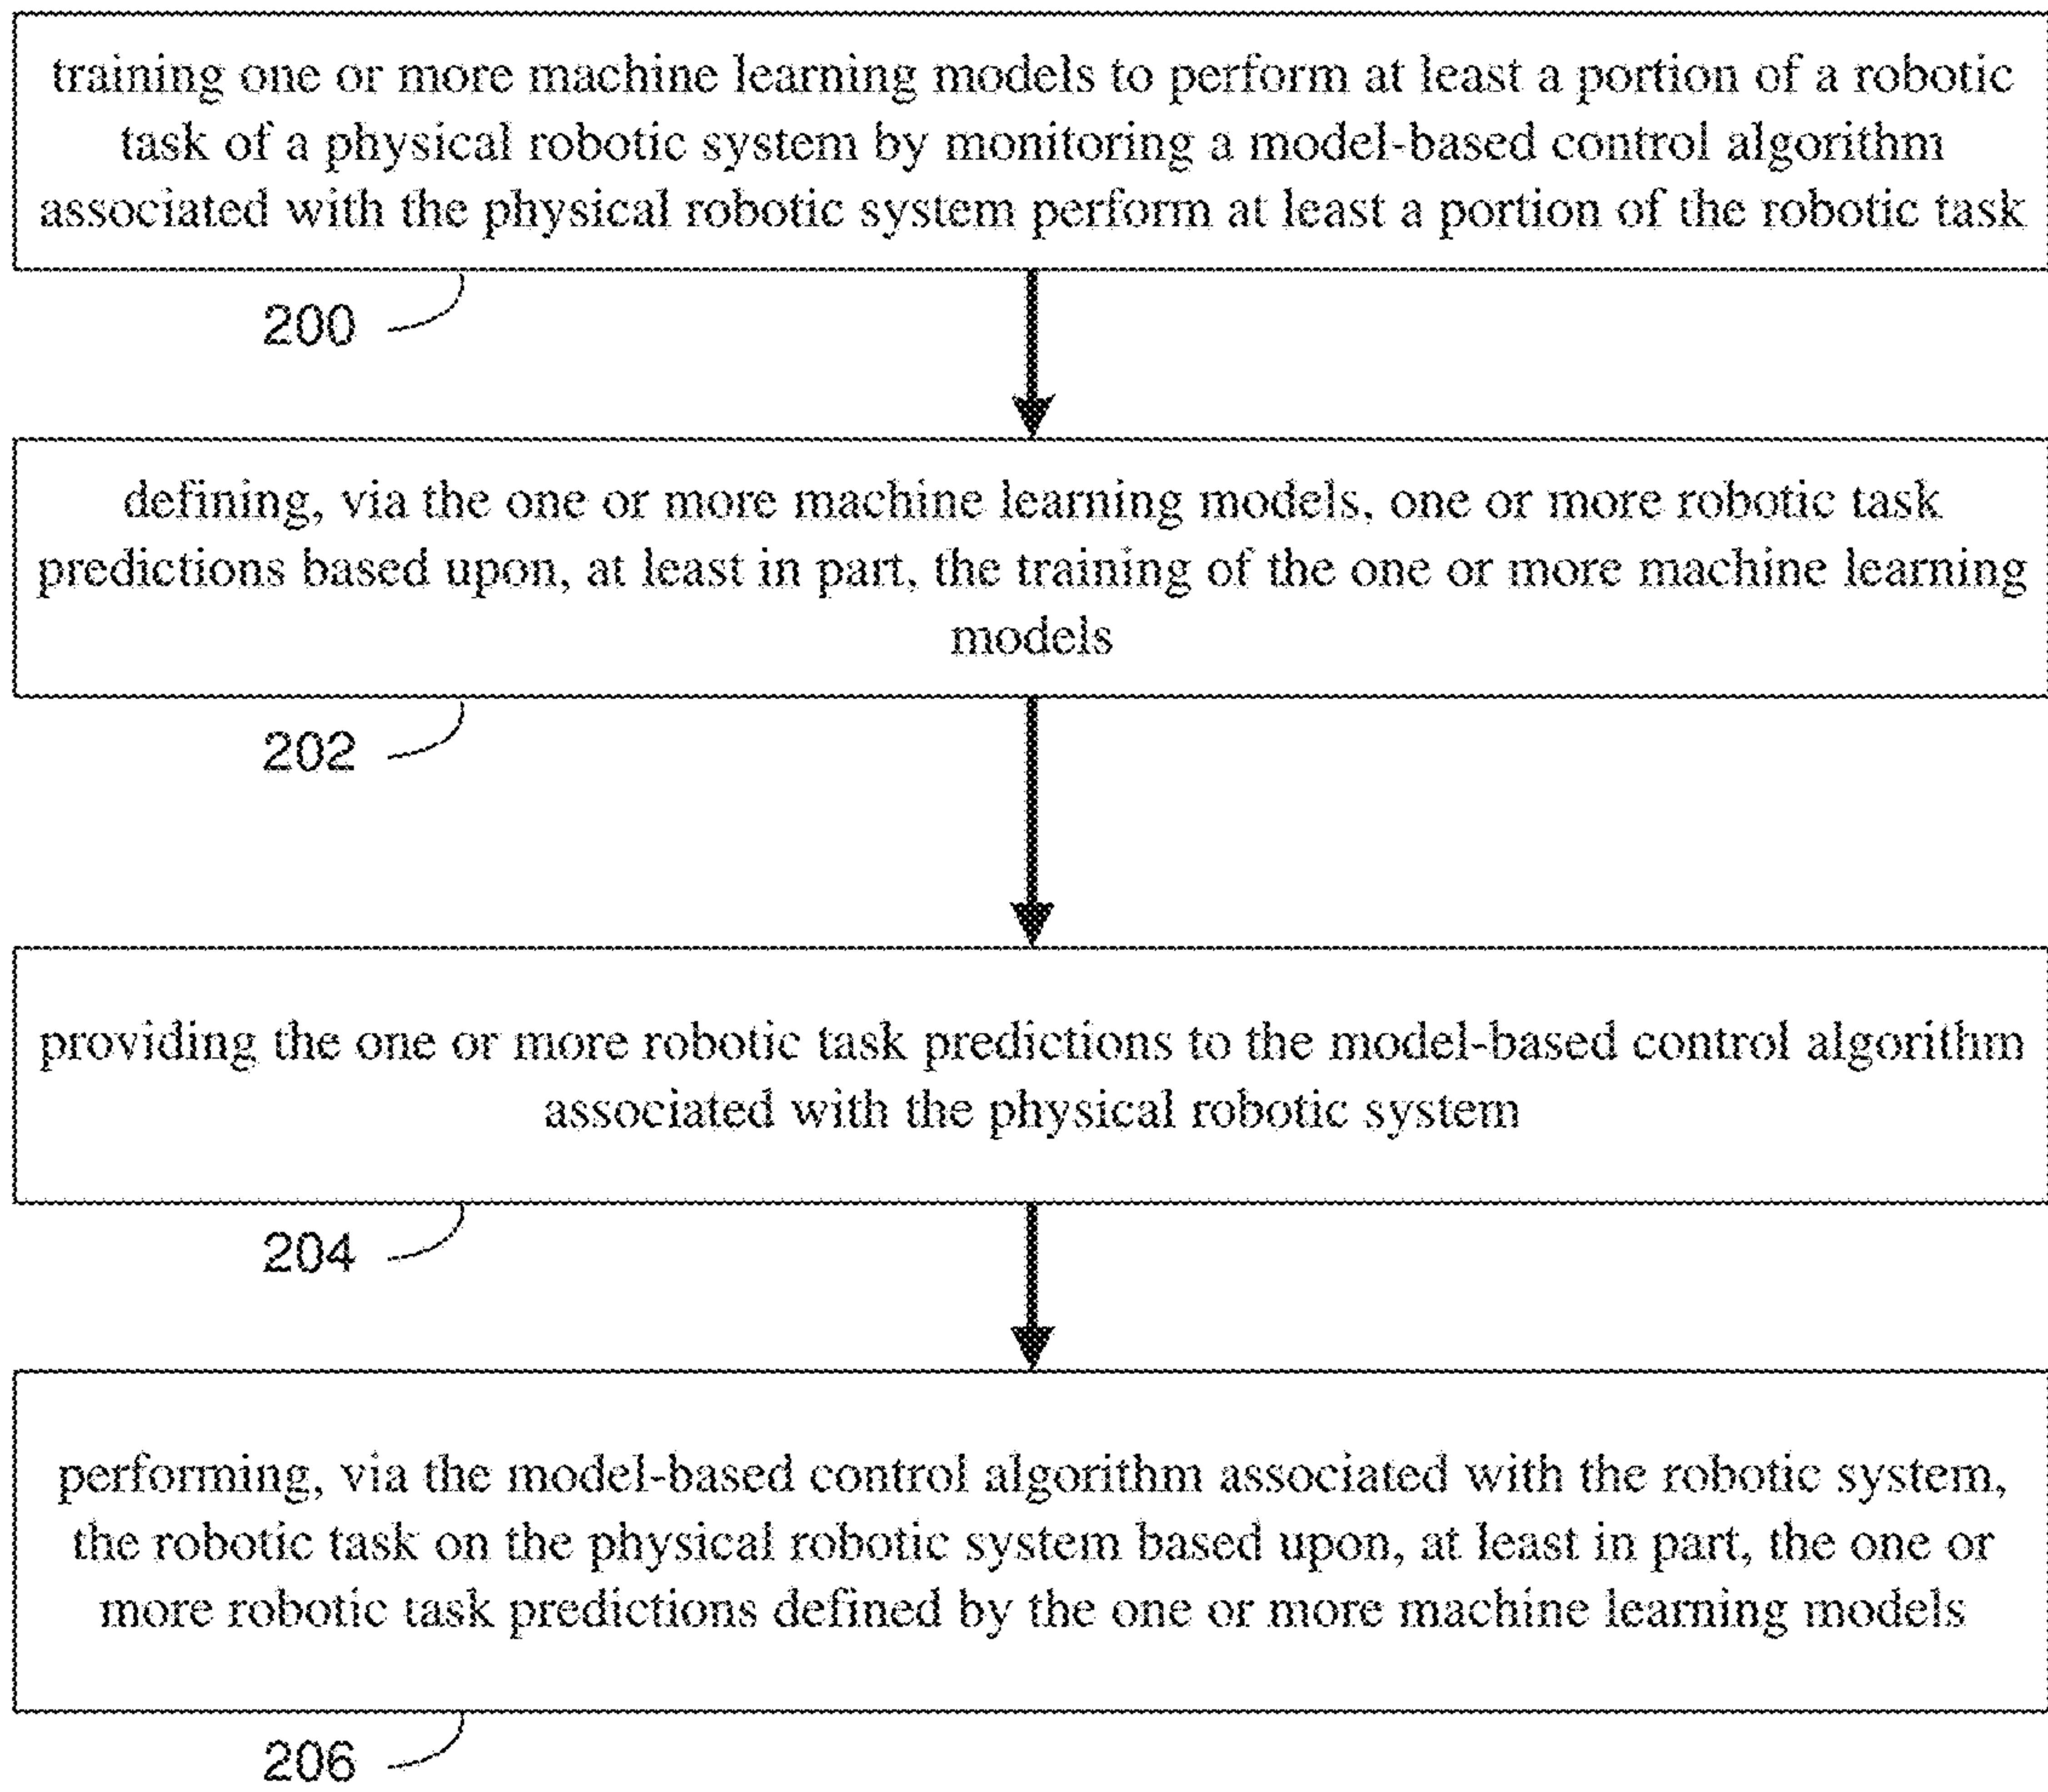 training one or more machine learning models to perform at least a portion of a robotic
task of a physical robotic system by monitoring a model-based control algorithm
associated with the physical robotic system perform at least a portion of the robotic task
200
defining, via the one or more machine learning models, one or more robotic task
predictions based upon, at least in part, the training of the one or more machine learning
models
202
providing the one or more robotic task predictions to the model-based control algorithm
associated with the physical robotic system
204
performing, via the model-based control algorithm associated with the robotic system,
the robotic task on the physical robotic system based upon, at least in part, the one or
more robotic task predictions defined by the one or more machine learning models
206